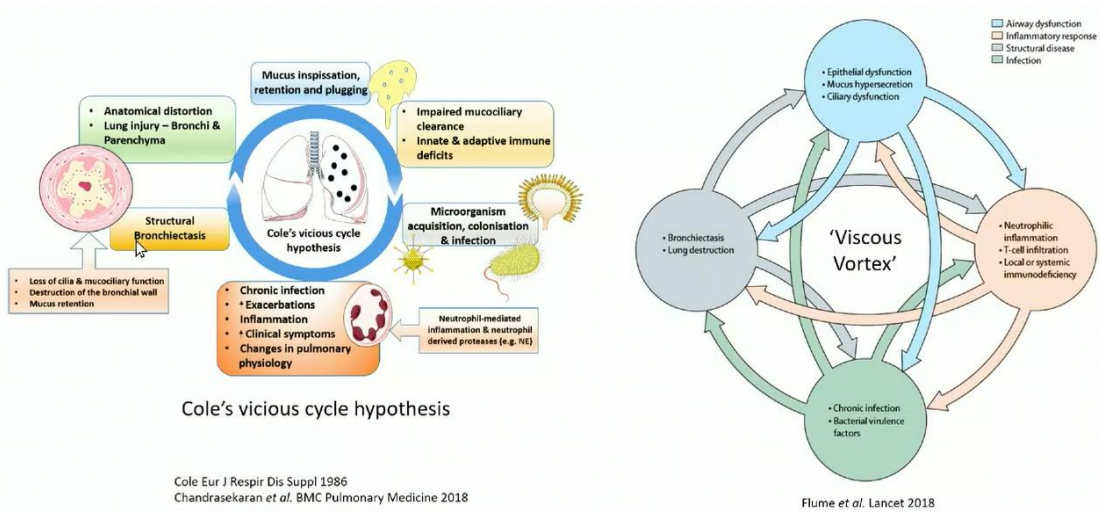 Mucus inspissation,
retention and plugging
• Anatomical distortion
• Lung injury – Bronchi &
Parenchyma
• Impaired mucociliary
clearance
• Innate & adaptive immune
deficits
Cole's vicious cycle
hypothesis
Microorganism
acquisition, colonisation
& infection
Structural
Bronchiectasis
• Loss of cilia & mucociliary function
• Destruction of the bronchial wall
• Mucus retention
• Chronic infection
• ↑ Exacerbations
• Inflammation
• ↑ Clinical symptoms
• Changes in pulmonary
physiology
Neutrophil-mediated
inflammation & neutrophil
derived proteases (e.g. NE)
Cole's vicious cycle hypothesis
Cole Eur J Respir Dis Suppl 1986
Chandrasekaran et al. BMC Pulmonary Medicine 2018
Airway dysfunction
Inflammatory response
Structural disease
Infection
• Epithelial dysfunction
• Mucus hypersecretion
• Ciliary dysfunction
• Bronchiectasis
• Lung destruction
'Viscous
Vortex'
• Neutrophilic
inflammation
• T-cell infiltration
• Local or systemic
immunodeficiency
• Chronic infection
• Bacterial virulence
factors
Flume et al. Lancet 2018